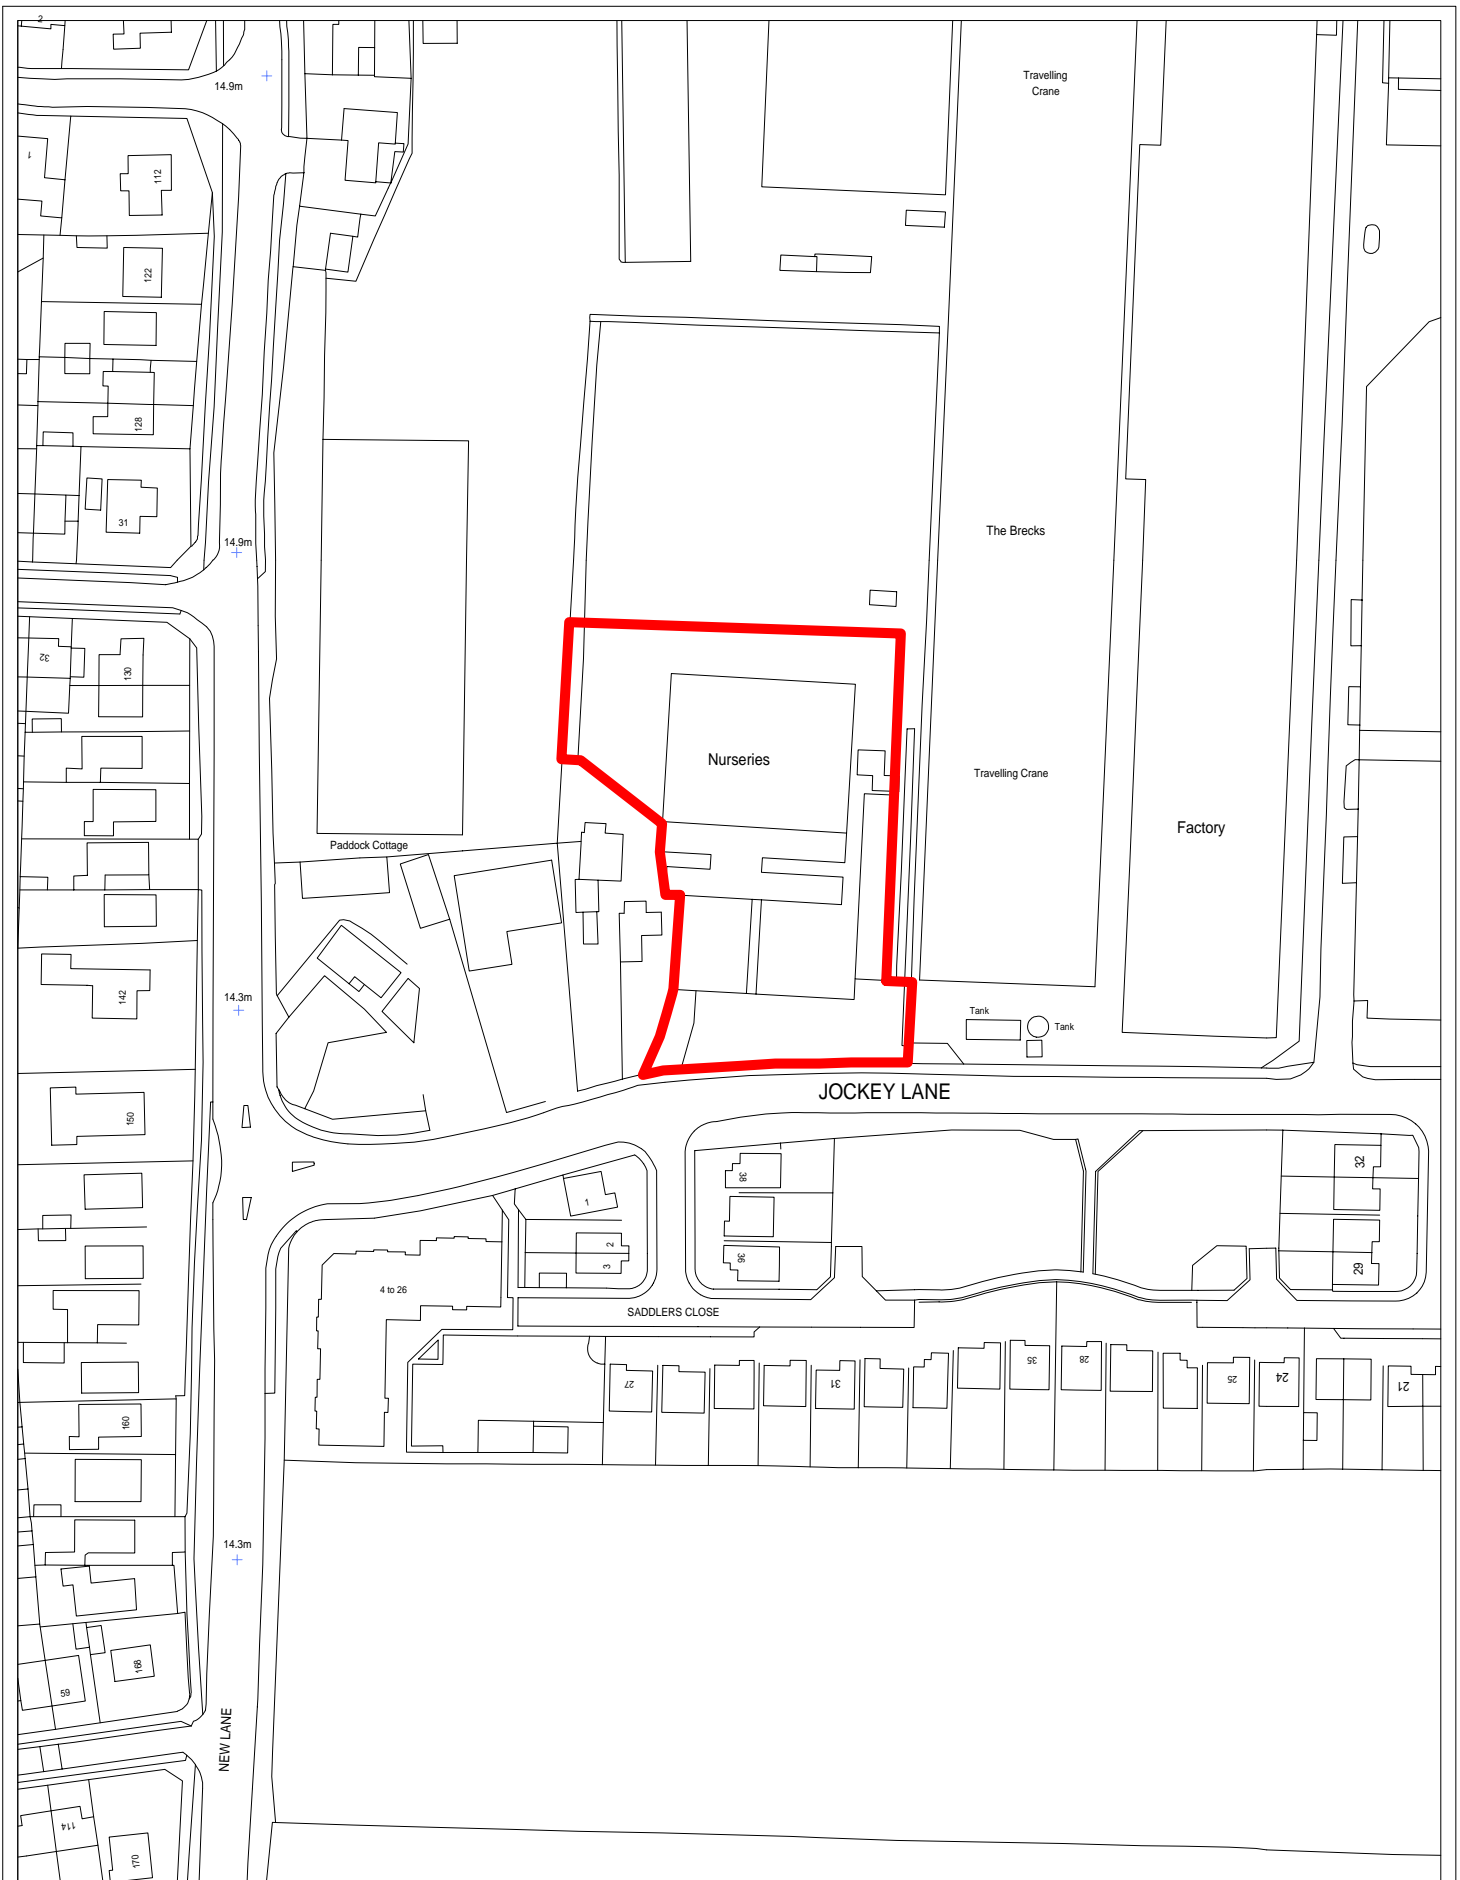 2
14.9m
Travelling
Crane
1
112
122
128
31
14.9m
The Brecks
32
130
Nurseries
Travelling Crane
Factory
Paddock Cottage
142
14.3m
Tank
Tank
JOCKEY LANE
150
38
32
1
2
3
36
29
4 to 26
SADDLERS CLOSE
27
31
35
28
25
24
21
160
14.3m
168
59
NEW LANE
114
170